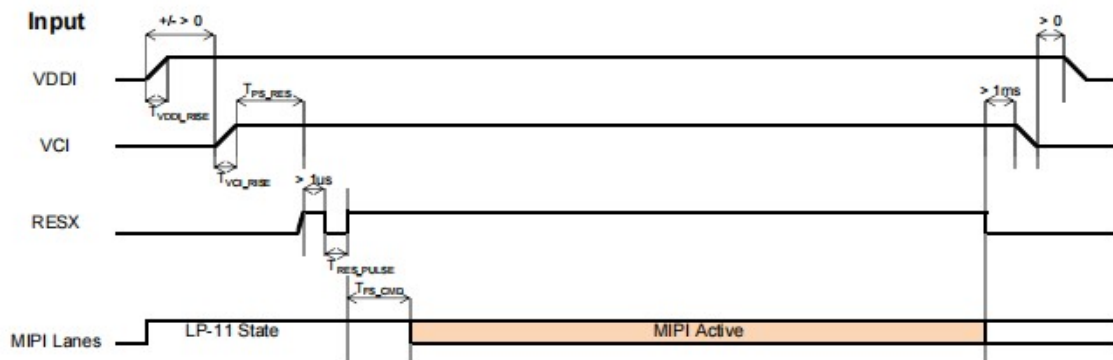 Input
+/- > 0
> 0
VDDI
TVDDI_RISE
TPS_RES
> 1ms
VCI
TVCI_RISE
> 1us
RESX
TRES_PULSE
TFS_CMD
MIPI Lanes
LP-11 State
MIPI Active